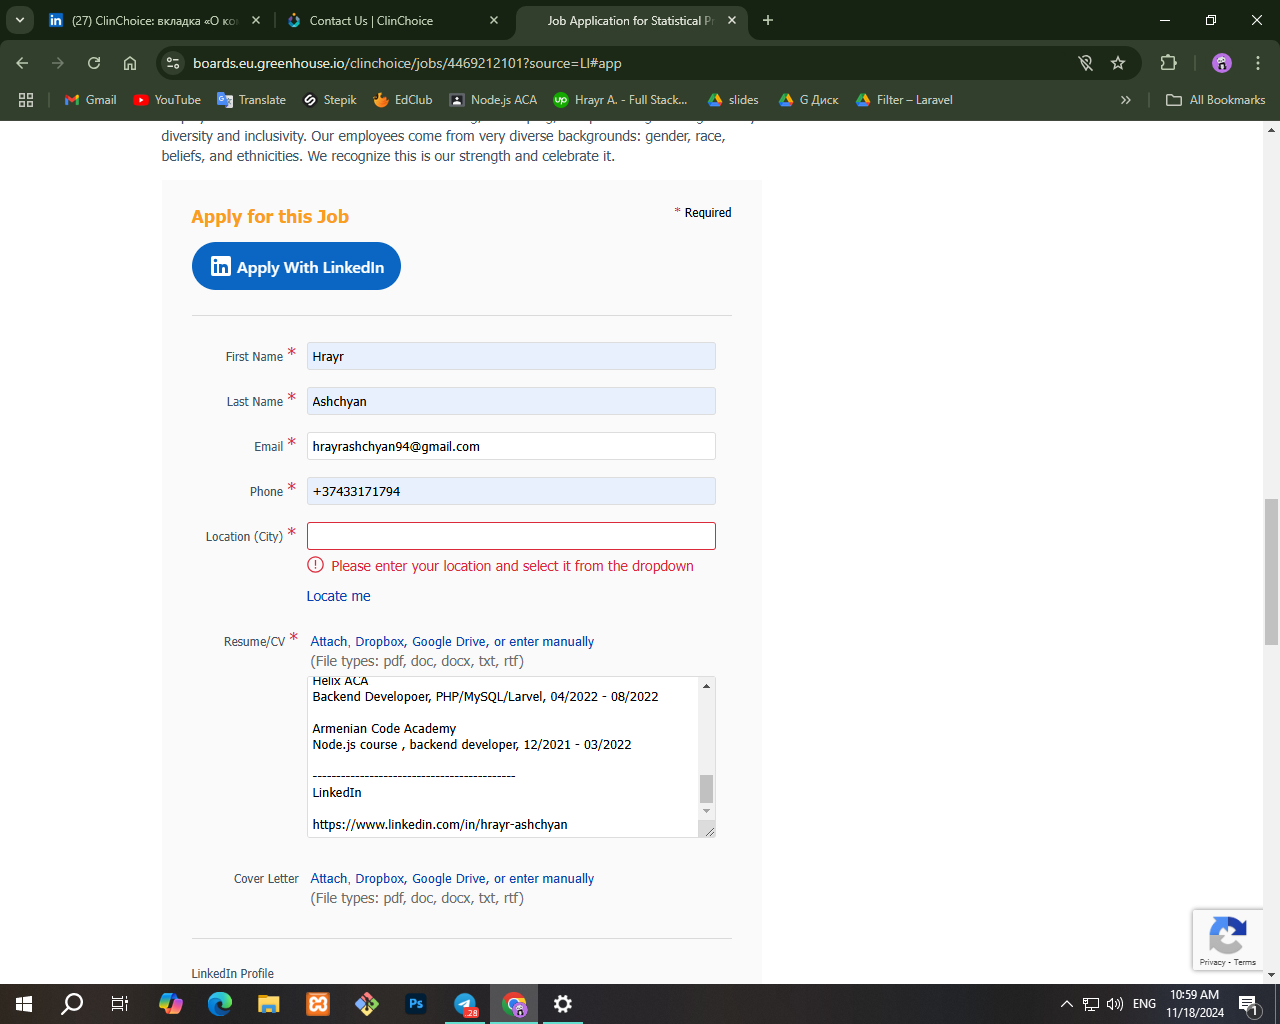 (27) ClinChoice: вкладка «О ко
Contact Us | ClinChoice
Job Application for Statistical P
boards.eu.greenhouse.io/clinchoice/jobs/4469212101?source=LI#app
Gmail
YouTube
Translate
Stepik
EdClub
Node.js ACA
Hrayr A. - Full Stack...
slides
G Диск
Filter – Laravel
All Bookmarks
diversity and inclusivity. Our employees come from very diverse backgrounds: gender, race,
beliefs, and ethnicities. We recognize this is our strength and celebrate it.
Apply for this Job
* Required
Apply With LinkedIn
First Name *
Hrayr
Last Name *
Ashchyan
Email *
hrayrashchyan94@gmail.com
Phone *
+37433171794
Location (City) *
Please enter your location and select it from the dropdown
Locate me
Resume/CV *
Attach, Dropbox, Google Drive, or enter manually
(File types: pdf, doc, docx, txt, rtf)
Helix ACA
Backend Developoer, PHP/MySQL/Larvel, 04/2022 - 08/2022
Armenian Code Academy
Node.js course , backend developer, 12/2021 - 03/2022
-------------------------------------------
LinkedIn
https://www.linkedin.com/in/hrayr-ashchyan
Cover Letter
Attach, Dropbox, Google Drive, or enter manually
(File types: pdf, doc, docx, txt, rtf)
LinkedIn Profile
Privacy - Terms
Ps
.28
ENG
10:59 AM
11/18/2024
1